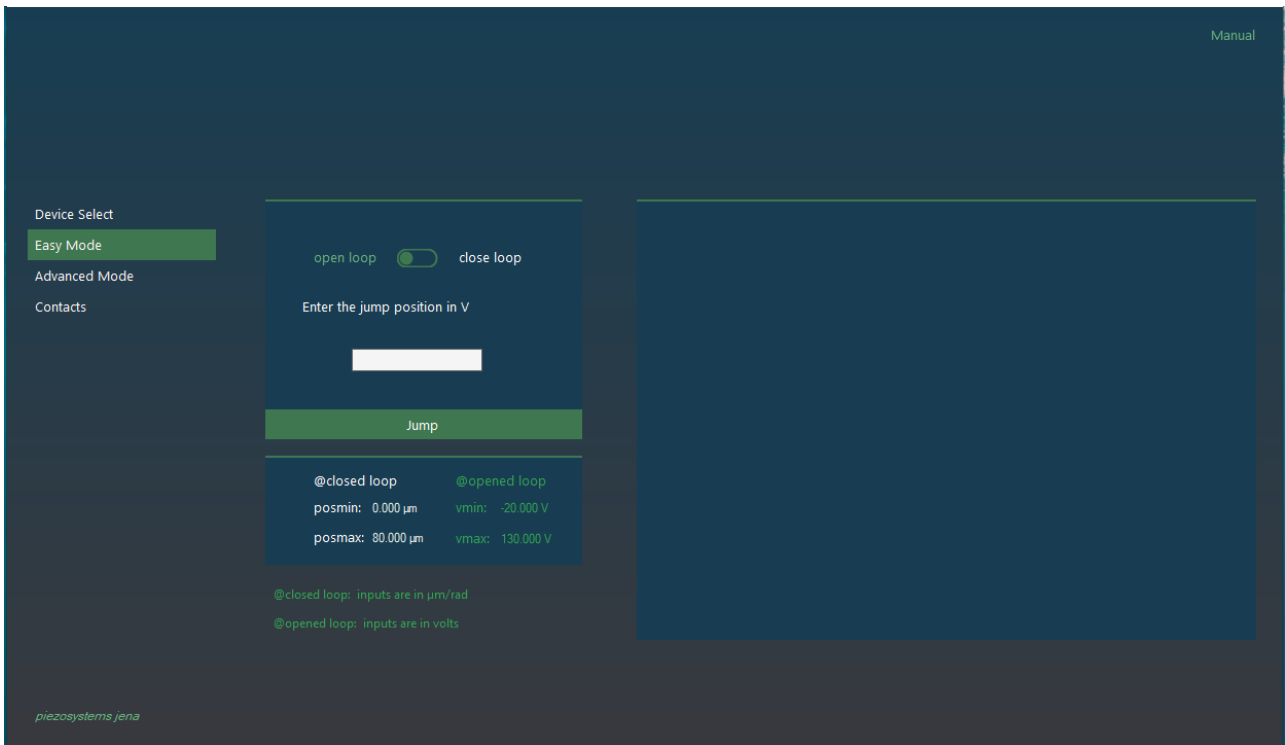 Manual
Device Select
Easy Mode
Advanced Mode
Contacts
open loop close loop
Enter the jump position in V
Jump
@closed loop @opened loop
posmin: 0.000 µm vmin: -20.000 V
posmax: 80.000 µm vmax: 130.000 V
@closed loop: inputs are in µm/rad
@opened loop: inputs are in volts
piezosystems jena